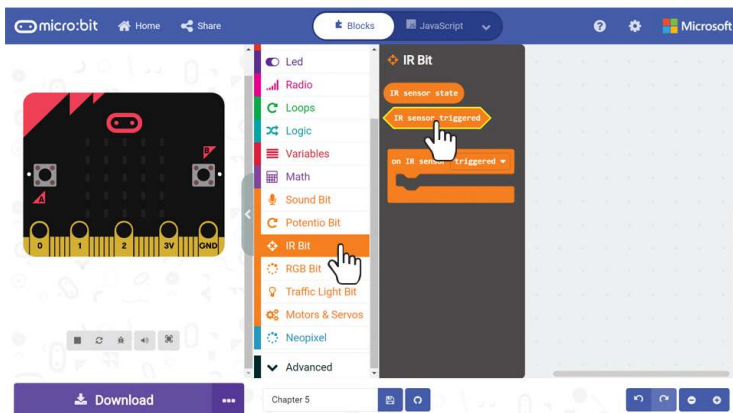 micro:bit
Home
Share
Blocks
JavaScript
Microsoft
Led
Radio
Loops
Logic
Variables
Math
Sound Bit
Potentio Bit
IR Bit
RGB Bit
Traffic Light Bit
Motors & Servos
Neopixel
Advanced
IR Bit
IR sensor state
IR sensor triggered
on IR sensor triggered
A
B
0 1 2 3V GND
Download
Chapter 5